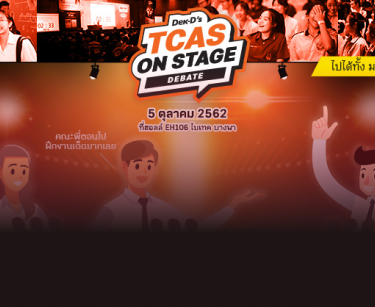 DEK-D's
TCAS
ON STAGE
DEBATE
ไปได้ทั้ง ม
5 ตุลาคม 2562
ที่ฮอลล์ EH106 ไบเทค บางนา
คณะพี่ตอนไป
ฝึกงานเด็ดมากเลย